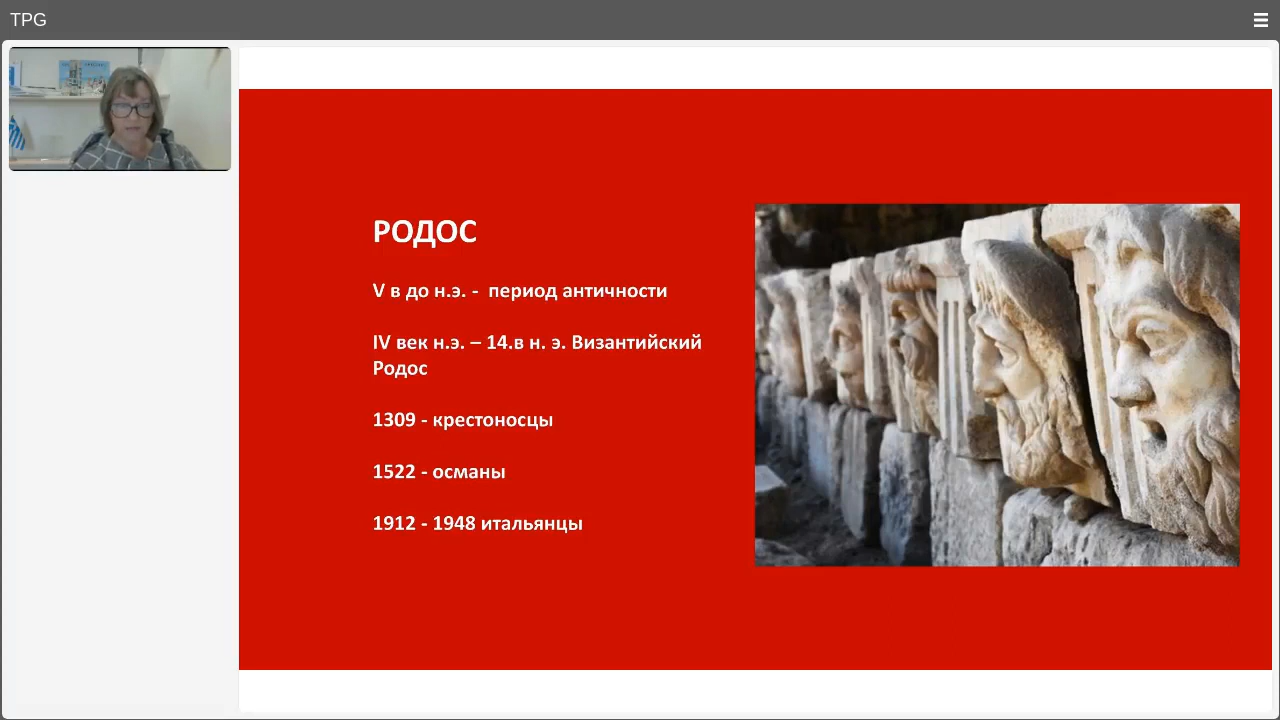 TPG
РОДОС
V в до н.э. - период античности
IV век н.э. – 14.в н. э. Византийский
Родос
1309 - крестоносцы
1522 - османы
1912 - 1948 итальянцы